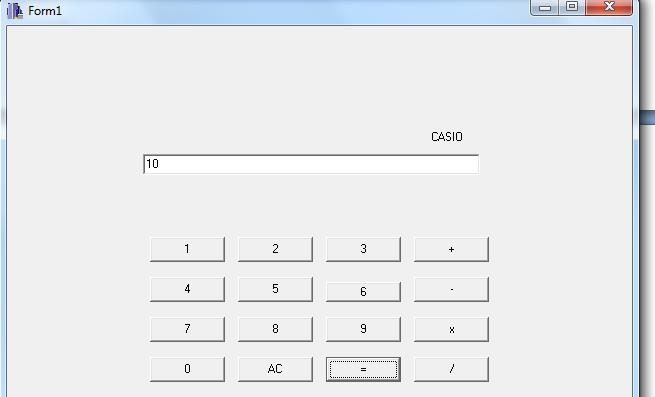 Form1
CASIO
10
1 2 3 +
4 5 6 -
7 8 9 x
0 AC = /